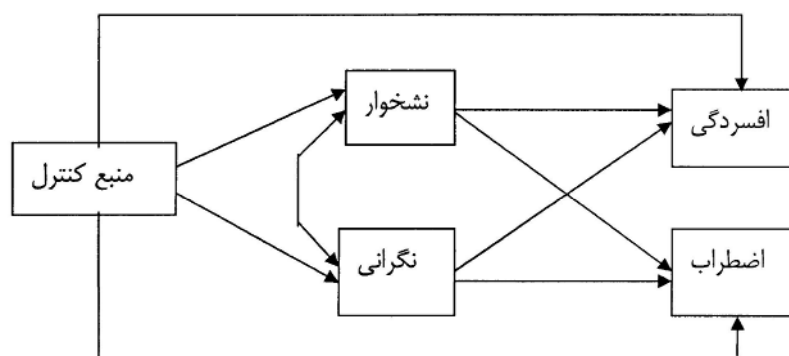 نشخوار
افسردگی
منبع کنترل
نگرانی
اضطراب